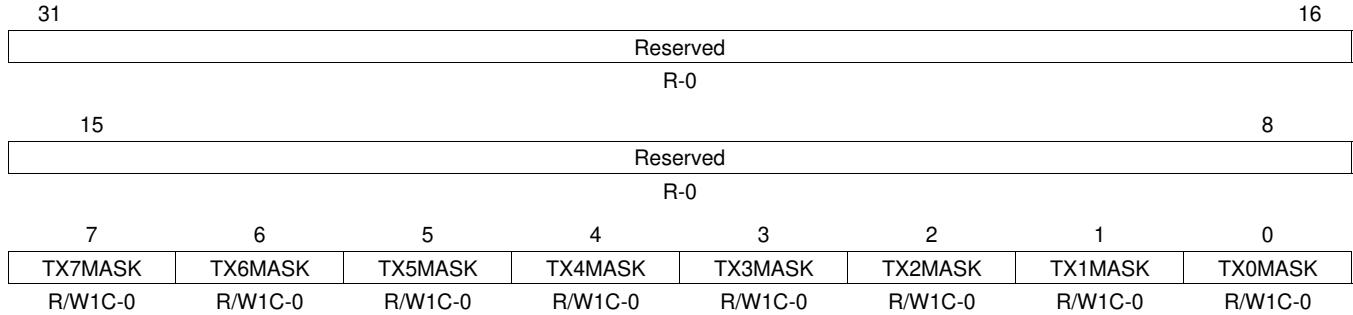 31 16
Reserved
R-0
15 8
Reserved
R-0
7 6 5 4 3 2 1 0
TX7MASK TX6MASK TX5MASK TX4MASK TX3MASK TX2MASK TX1MASK TX0MASK
R/W1C-0 R/W1C-0 R/W1C-0 R/W1C-0 R/W1C-0 R/W1C-0 R/W1C-0 R/W1C-0